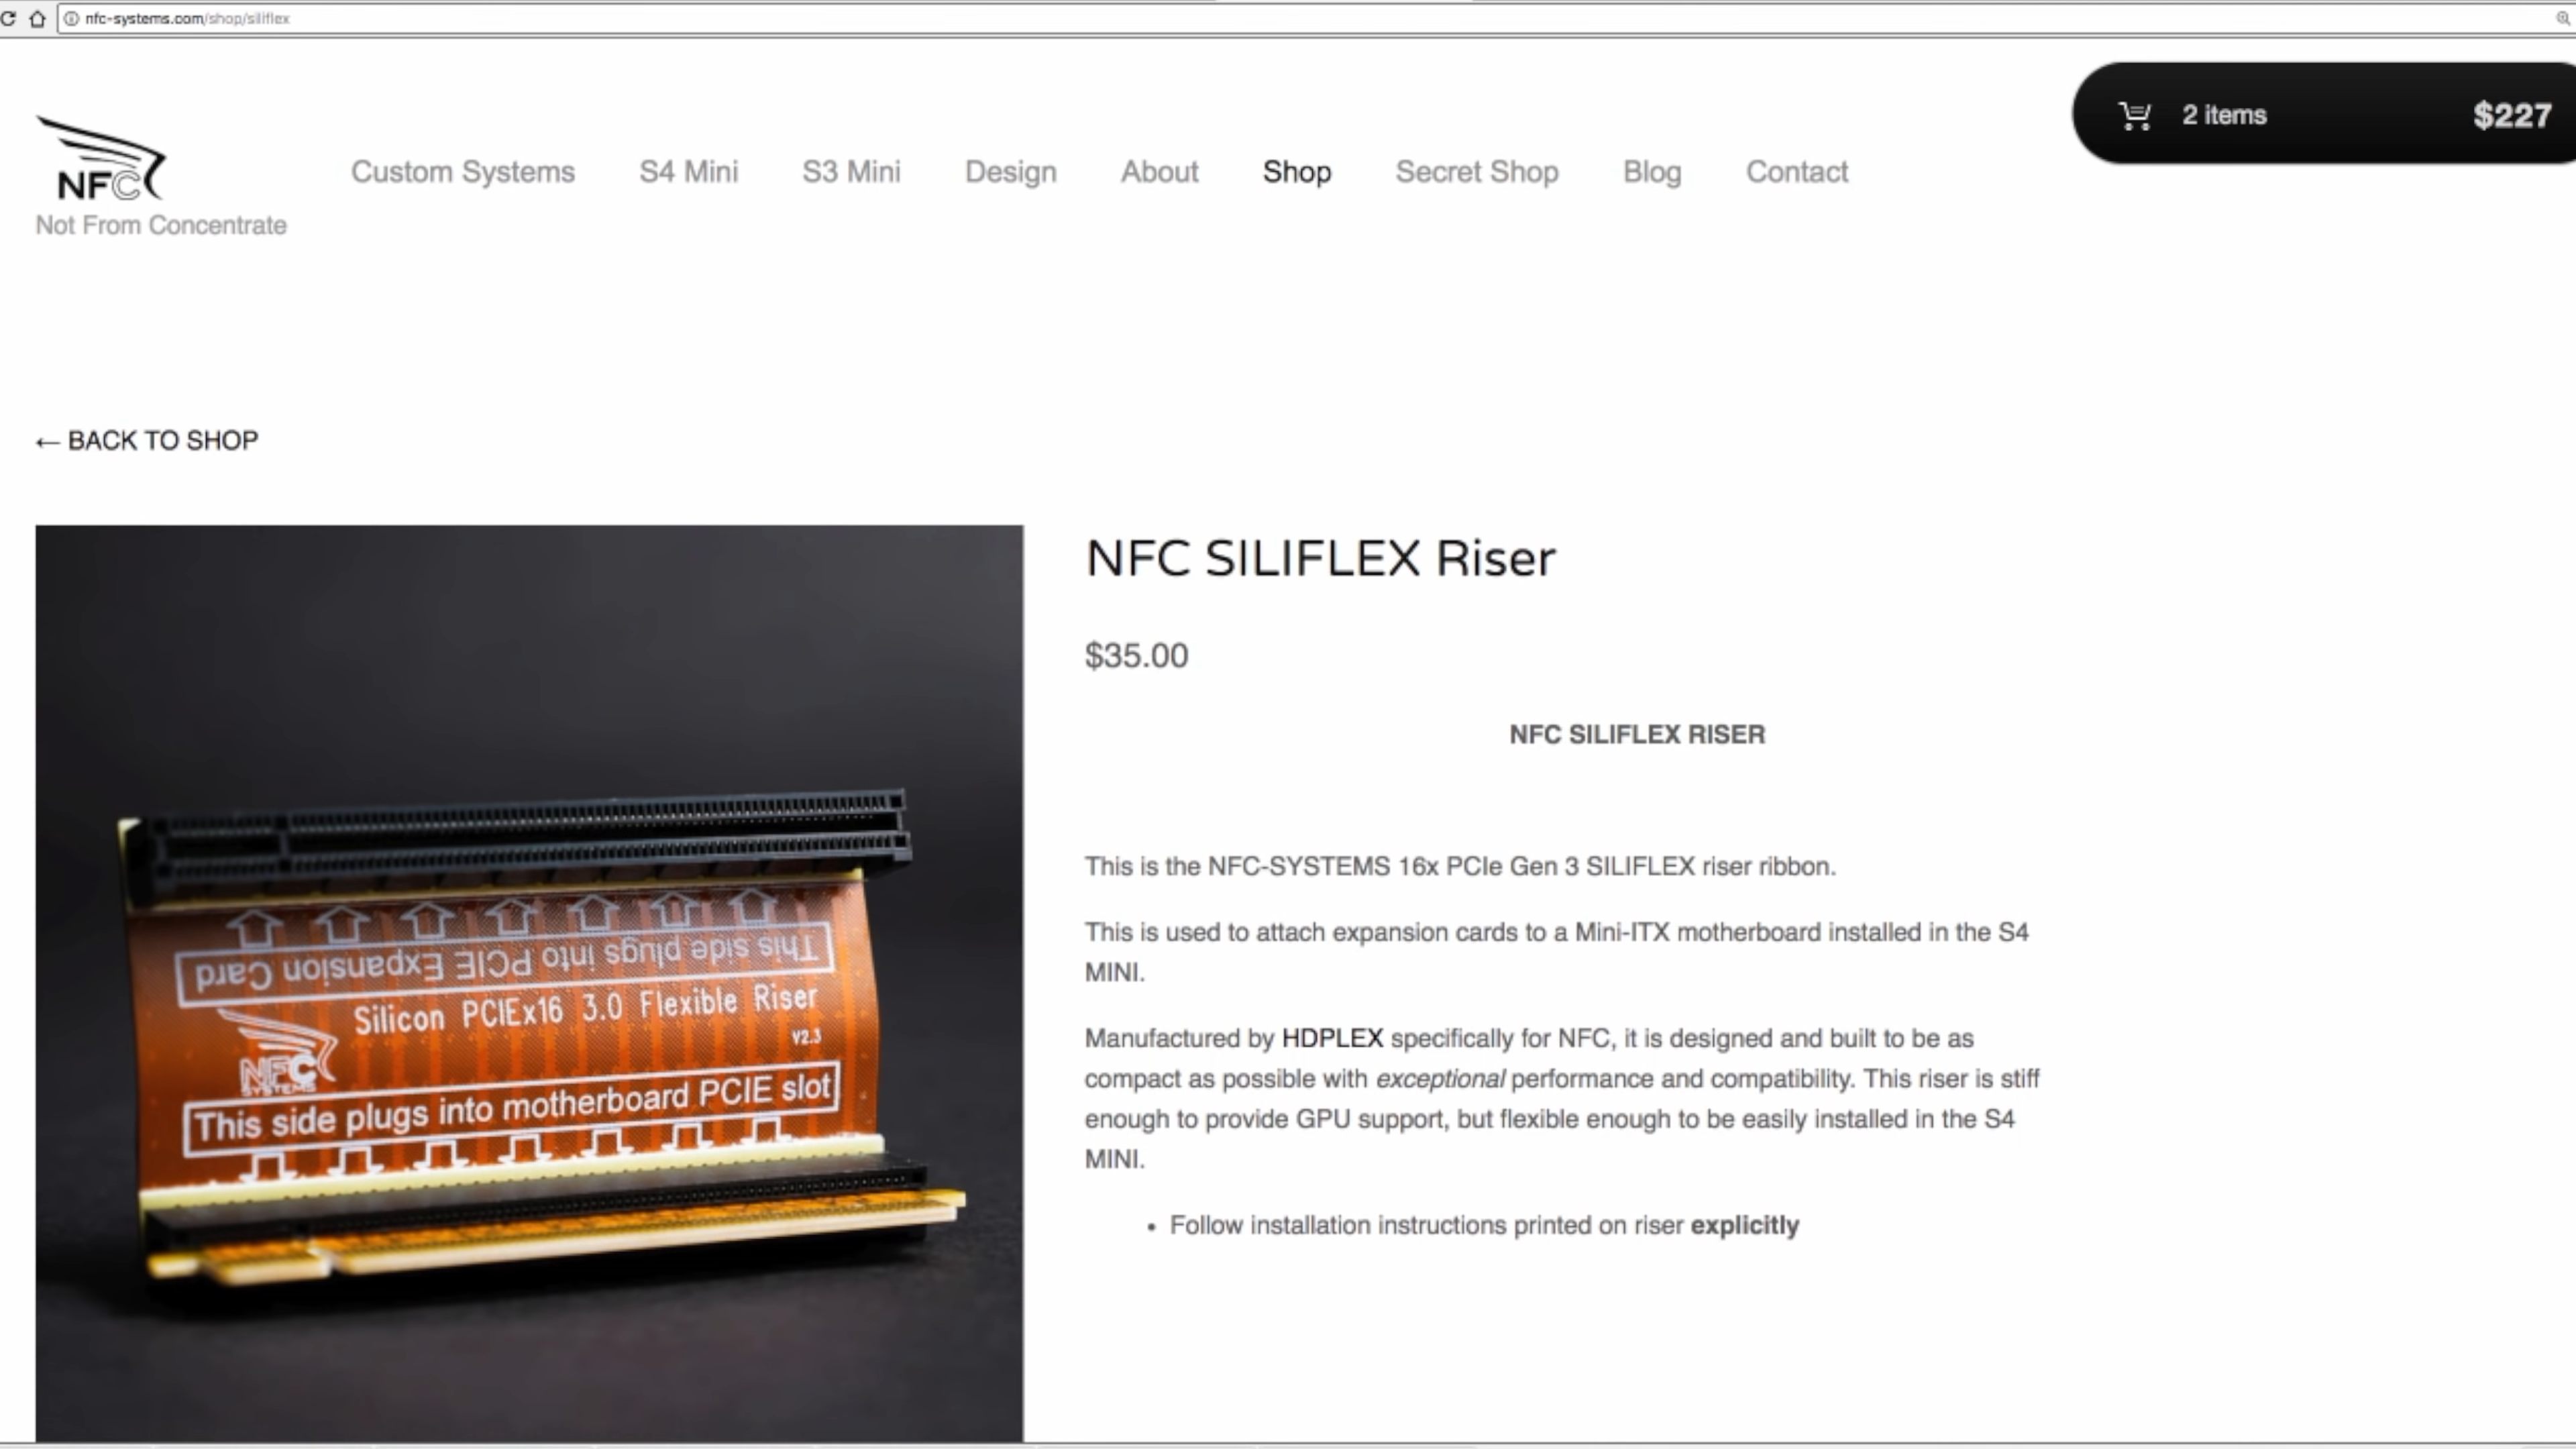 nfc-systems.com/shop/siliflex
2 items $227
NFC
Not From Concentrate
Custom Systems S4 Mini S3 Mini Design About Shop Secret Shop Blog Contact
← BACK TO SHOP
NFC SILIFLEX Riser
$35.00
NFC SILIFLEX RISER
This is the NFC-SYSTEMS 16x PCIe Gen 3 SILIFLEX riser ribbon.
This is used to attach expansion cards to a Mini-ITX motherboard installed in the S4
MINI.
Manufactured by HDPLEX specifically for NFC, it is designed and built to be as
compact as possible with exceptional performance and compatibility. This riser is stiff
enough to provide GPU support, but flexible enough to be easily installed in the S4
MINI.
• Follow installation instructions printed on riser explicitly
This side plugs into PCIE Expansion Card
Silicon PCIEx16 3.0 Flexible Riser
V2.3
NFC
SYSTEMS
This side plugs into motherboard PCIE slot